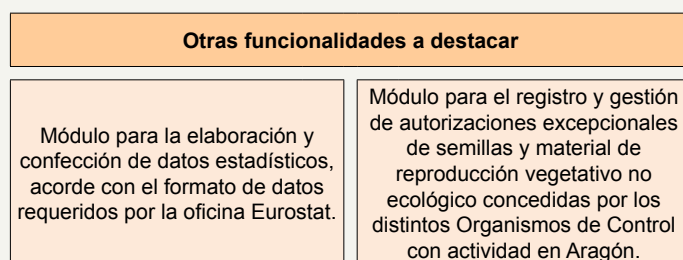 Otras funcionalidades a destacar
Módulo para la elaboración y
confección de datos estadísticos,
acorde con el formato de datos
requeridos por la oficina Eurostat.
Módulo para el registro y gestión
de autorizaciones excepcionales
de semillas y material de
reproducción vegetativo no
ecológico concedidas por los
distintos Organismos de Control
con actividad en Aragón.